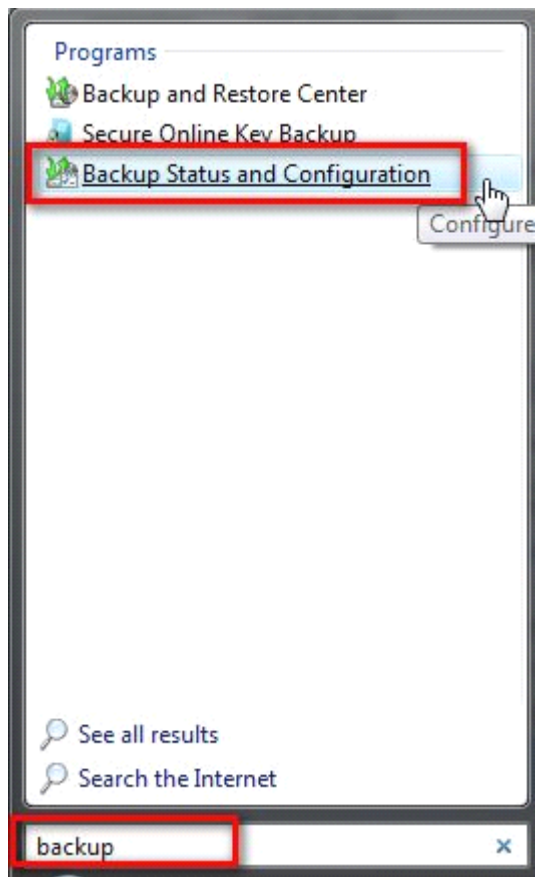 Programs
Backup and Restore Center
Secure Online Key Backup
Backup Status and Configuration
Configure
See all results
Search the Internet
backup